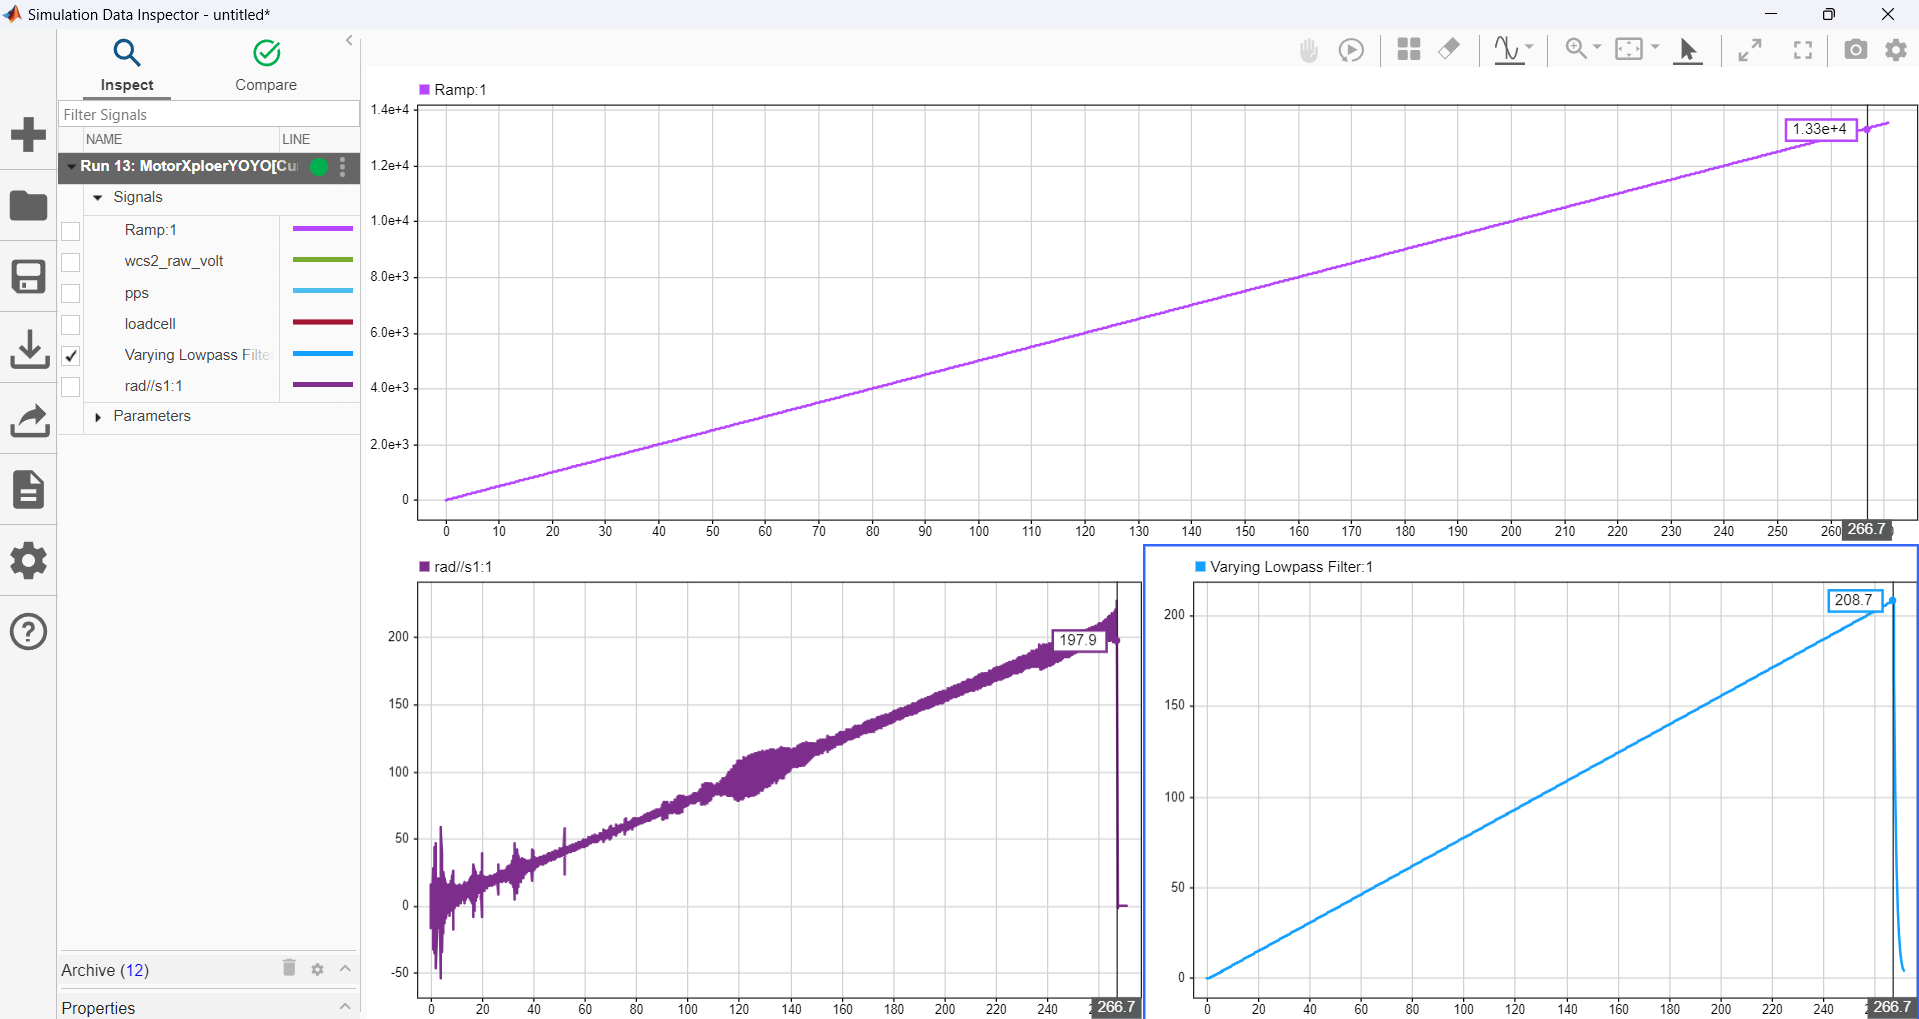 Simulation Data Inspector - untitled*
Inspect
Compare
Filter Signals
NAME
LINE
Run 13: MotorXploerYOYO[Cu
Signals
Ramp:1
wcs2_raw_volt
pps
loadcell
Varying Lowpass Filte
rad//s1:1
Parameters
Archive (12)
Properties
Ramp:1
1.4e+4
1.2e+4
1.0e+4
8.0e+3
6.0e+3
4.0e+3
2.0e+3
0
1.33e+4
0 10 20 30 40 50 60 70 80 90 100 110 120 130 140 150 160 170 180 190 200 210 220 230 240 250 260 266.7
rad//s1:1
200
150
100
50
0
-50
197.9
0 20 40 60 80 100 120 140 160 180 200 220 240 266.7
Varying Lowpass Filter:1
200
150
100
50
0
208.7
0 20 40 60 80 100 120 140 160 180 200 220 240 266.7